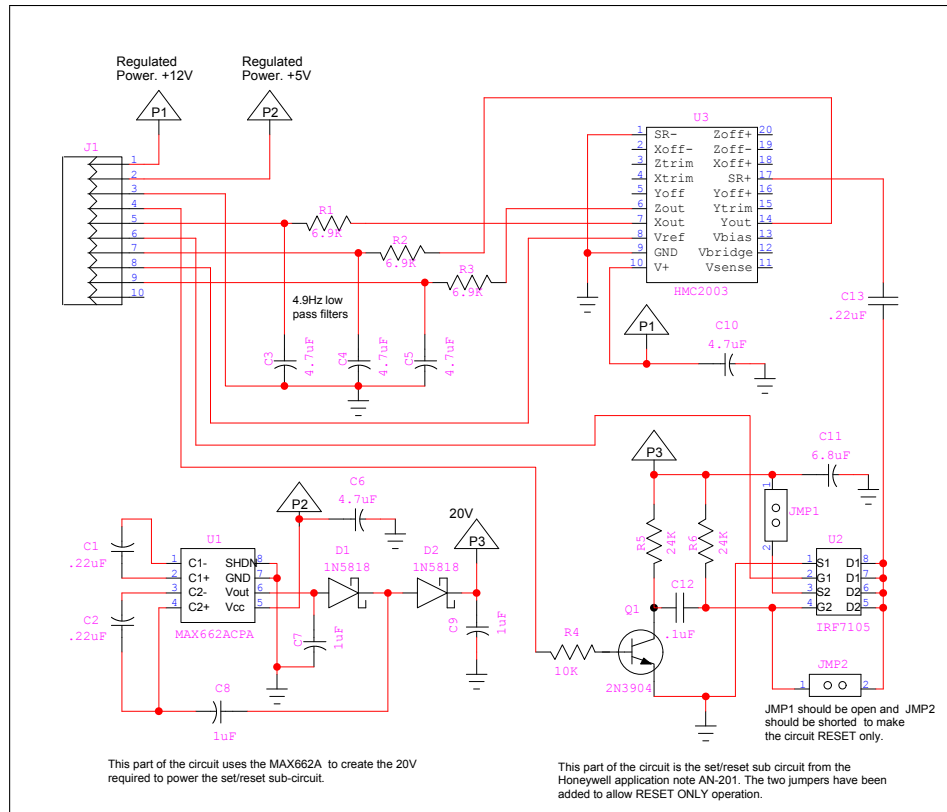 Regulated
Power. +12V
Regulated
Power. +5V
P1
P2
J1
1
2
3
4
5
6
7
8
9
10
R1
6.9K
R2
6.9K
R3
6.9K
4.9Hz low
pass filters
C3
4.7uF
C4
4.7uF
C5
4.7uF
U3
1 SR- Zoff+ 20
2 Xoff- Zoff- 19
3 Ztrim Xoff+ 18
4 Xtrim SR+ 17
5 Yoff Yoff+ 16
6 Zout Ytrim 15
7 Xout Yout 14
8 Vref Vbias 13
9 GND Vbridge 12
10 V+ Vsense 11
HMC2003
P1
C10
4.7uF
C13
.22uF
P3
C11
6.8uF
1
JMP1
2
R5
24K
R6
24K
U2
1 S1 D1 8
2 G1 D1 7
3 S2 D2 6
4 G2 D2 5
IRF7105
C12
.1uF
Q1
2N3904
R4
10K
JMP2
1
2
JMP1 should be open and JMP2
should be shorted to make
the circuit RESET only.
P2
C6
4.7uF
20V
P3
C1
.22uF
C2
.22uF
U1
1 C1- SHDN 8
2 C1+ GND 7
3 C2- Vout 6
4 C2+ Vcc 5
MAX662ACPA
D1
1N5818
D2
1N5818
C7
1uF
C9
1uF
C8
1uF
This part of the circuit uses the MAX662A to create the 20V
required to power the set/reset sub-circuit.
This part of the circuit is the set/reset sub circuit from the
Honeywell application note AN-201. The two jumpers have been
added to allow RESET ONLY operation.